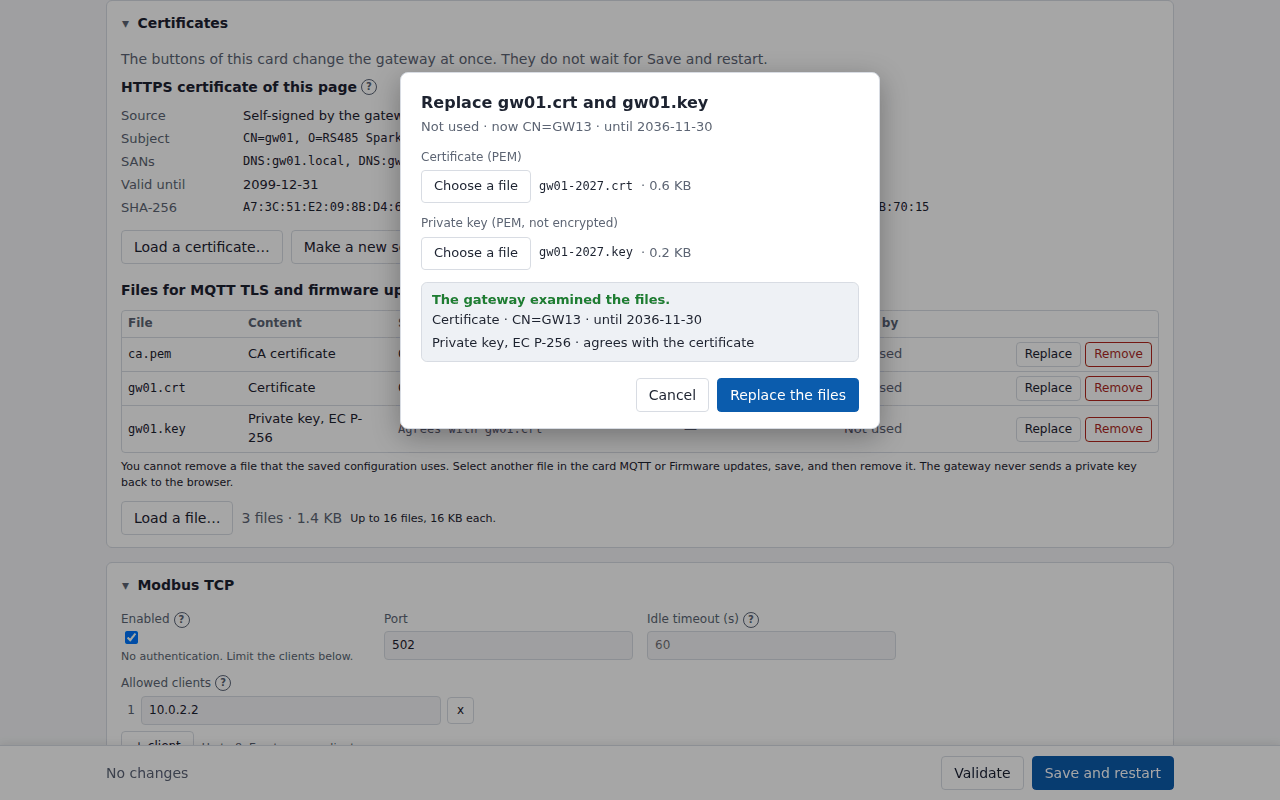 ▾ Certificates
The buttons of this card change the gateway at once. They do not wait for Save and restart.
HTTPS certificate of this page ?
Source Self-signed by the
Subject CN=gw01, O=RS485
SANs DNS:gw01.local,
Valid until 2099-12-31
SHA-256 A7:3C:51:E2:09:8B:D4:6 B:70:15
Load a certificate… Make a new
Files for MQTT TLS and firmware
File Content by
ca.pem CA certificate Replace Remove
gw01.crt Certificate Replace Remove
gw01.key Private key, EC P-256 Agrees with gw01.crt — Not used Replace Remove
You cannot remove a file that the saved configuration uses. Select another file in the card MQTT or Firmware updates, save, and then remove it. The gateway never sends a private key
back to the browser.
Load a file… 3 files · 1.4 KB Up to 16 files, 16 KB each.
Replace gw01.crt and gw01.key
Not used · now CN=GW13 · until 2036-11-30
Certificate (PEM)
Choose a file gw01-2027.crt · 0.6 KB
Private key (PEM, not encrypted)
Choose a file gw01-2027.key · 0.2 KB
The gateway examined the files.
Certificate · CN=GW13 · until 2036-11-30
Private key, EC P-256 · agrees with the certificate
Cancel Replace the files
▾ Modbus TCP
Enabled ? Port Idle timeout (s) ?
502 60
No authentication. Limit the clients below.
Allowed clients ?
1 10.0.2.2 x
No changes Validate Save and restart